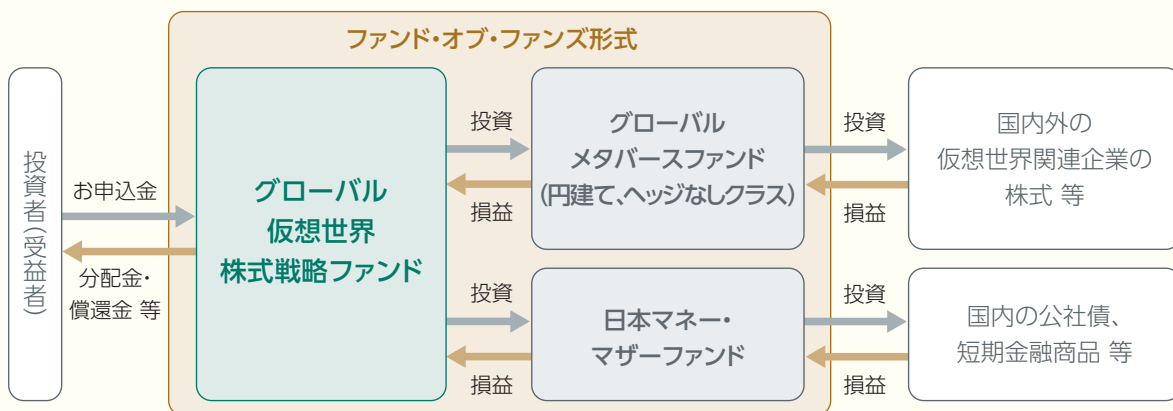 ファンド・オブ・ファンズ形式
投資者(受益者)
お申込金
分配金・
償還金 等
グローバル
仮想世界
株式戦略ファンド
投資
損益
グローバル
メタバースファンド
(円建て、ヘッジなしクラス)
投資
損益
国内外の
仮想世界関連企業の
株式 等
投資
損益
日本マネー・
マザーファンド
投資
損益
国内の公社債、
短期金融商品 等